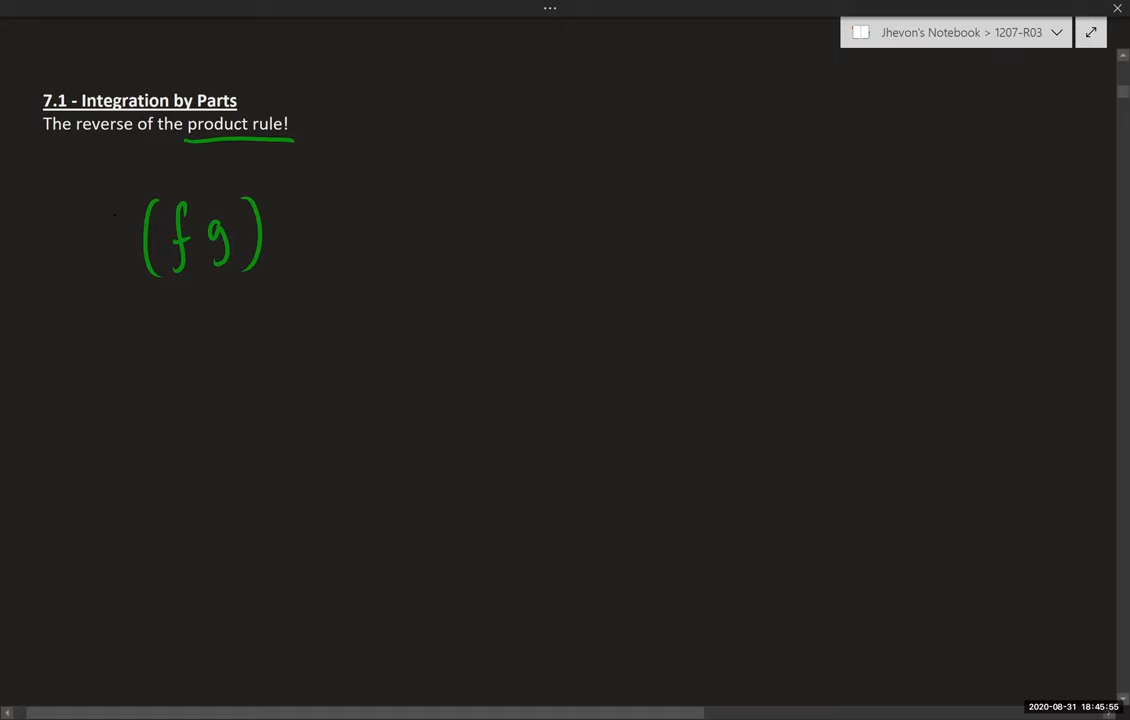 ...
Jhevon's Notebook > 1207-R03
7.1 - Integration by Parts
The reverse of the product rule!
(fg)
2020-08-31 18:45:55